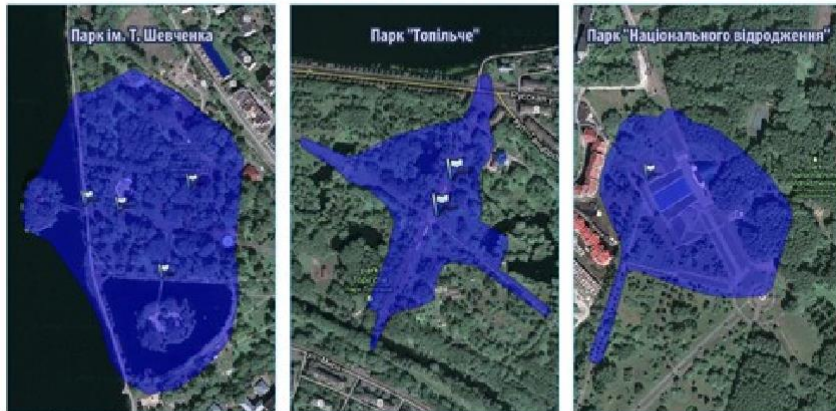 Парк ім. Т. Шевченка
Парк "Топільче"
Парк "Національного відродження"